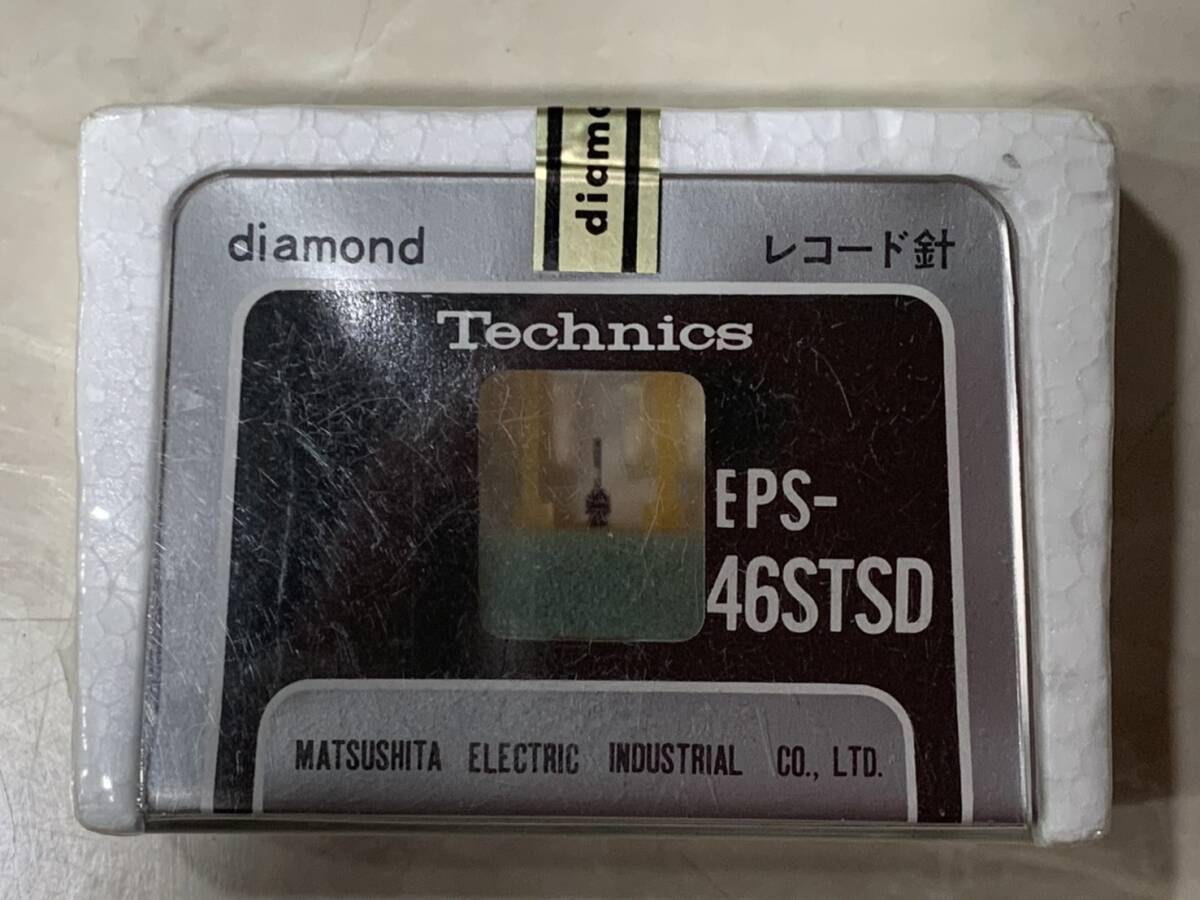 diamo
diamond
レコード針
Technics
EPS-
46STSD
MATSUSHITA ELECTRIC INDUSTRIAL CO., LTD.